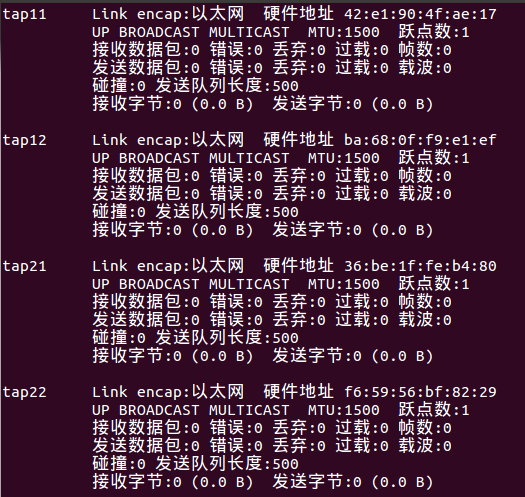 tap11     Link encap:以太网  硬件地址 42:e1:90:4f:ae:17
          UP BROADCAST MULTICAST  MTU:1500  跃点数:1
          接收数据包:0 错误:0 丢弃:0 过载:0 帧数:0
          发送数据包:0 错误:0 丢弃:0 过载:0 载波:0
          碰撞:0 发送队列长度:500
          接收字节:0 (0.0 B)  发送字节:0 (0.0 B)

tap12     Link encap:以太网  硬件地址 ba:68:0f:f9:e1:ef
          UP BROADCAST MULTICAST  MTU:1500  跃点数:1
          接收数据包:0 错误:0 丢弃:0 过载:0 帧数:0
          发送数据包:0 错误:0 丢弃:0 过载:0 载波:0
          碰撞:0 发送队列长度:500
          接收字节:0 (0.0 B)  发送字节:0 (0.0 B)

tap21     Link encap:以太网  硬件地址 36:be:1f:fe:b4:80
          UP BROADCAST MULTICAST  MTU:1500  跃点数:1
          接收数据包:0 错误:0 丢弃:0 过载:0 帧数:0
          发送数据包:0 错误:0 丢弃:0 过载:0 载波:0
          碰撞:0 发送队列长度:500
          接收字节:0 (0.0 B)  发送字节:0 (0.0 B)

tap22     Link encap:以太网  硬件地址 f6:59:56:bf:82:29
          UP BROADCAST MULTICAST  MTU:1500  跃点数:1
          接收数据包:0 错误:0 丢弃:0 过载:0 帧数:0
          发送数据包:0 错误:0 丢弃:0 过载:0 载波:0
          碰撞:0 发送队列长度:500
          接收字节:0 (0.0 B)  发送字节:0 (0.0 B)